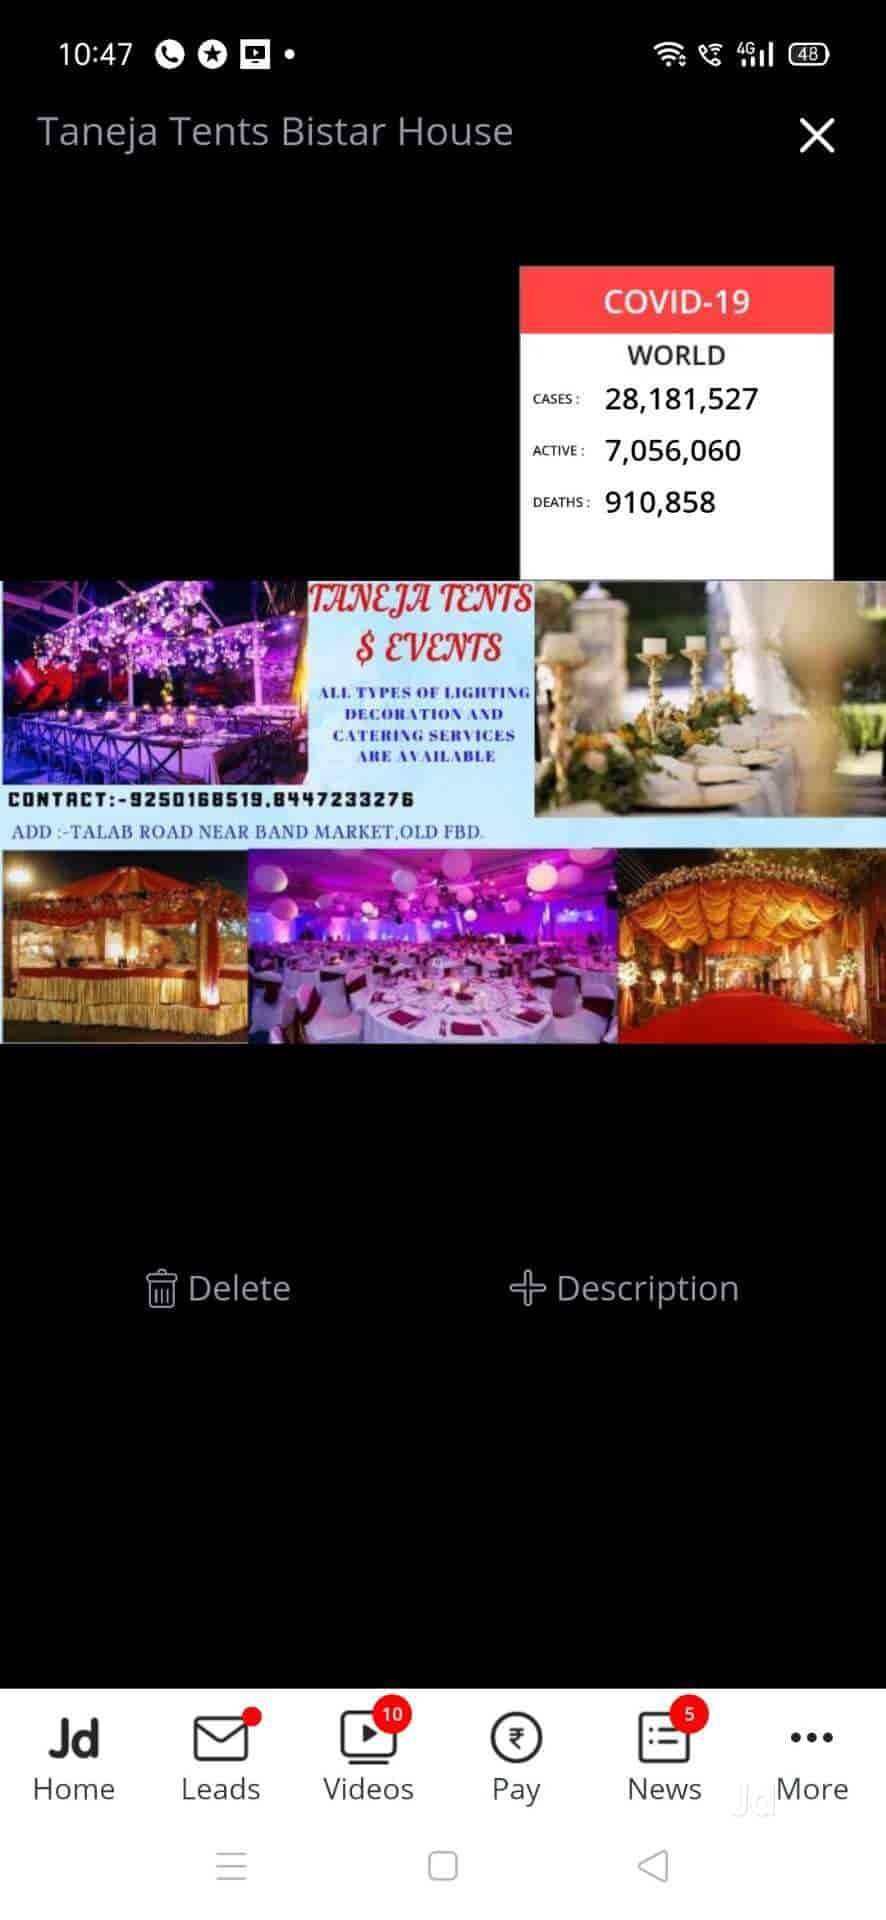 10:47
4G
48
Taneja Tents Bistar House
COVID-19
WORLD
CASES : 28,181,527
ACTIVE : 7,056,060
DEATHS : 910,858
TANEJA TENTS
$ EVENTS
ALL TYPES OF LIGHTING
DECORATION AND
CATERING SERVICES
ARE AVAILABLE
CONTACT:-9250168519,8447233276
ADD :-TALAB ROAD NEAR BAND MARKET,OLD FBD.
Delete
Description
Jd
10
₹
5
Home
Leads
Videos
Pay
News
Jd
More